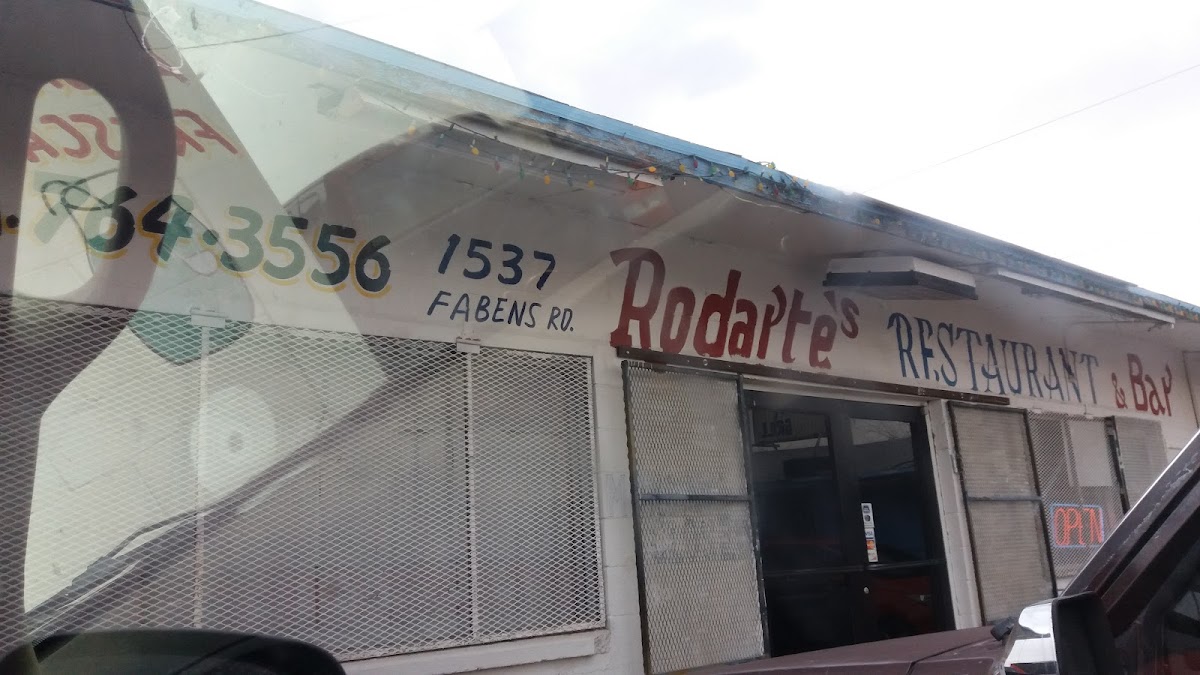 764-3556
1537
FABENS RD.
Rodarte's RESTAURANT & Bar
OPEN